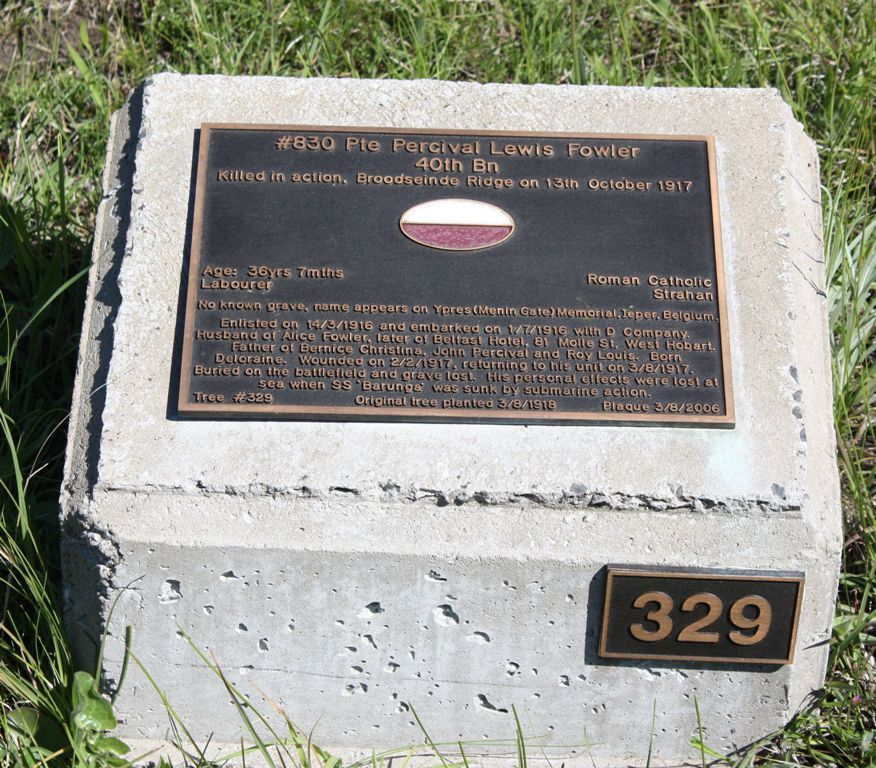 #830 Pte Percival Lewis Fowler
40th Bn
Killed in action, Broodseinde Ridge on 13th October 1917
Age: 36yrs 7mths
Labourer
Roman Catholic
Strahan
No known grave, name appears on Ypres (Menin Gate) Memorial, Ieper, Belgium.
Enlisted on 14/3/1916 and embarked on 1/7/1916 with D Company.
Husband of Alice Fowler, later of Belfast Hotel, 81 Molle St, West Hobart.
Father of Bernice Christina, John Percival and Roy Louis. Born
Deloraine. Wounded on 2/2/1917, returning to his unit on 3/8/1917.
Buried on the battlefield and grave lost. His personal effects were lost at
sea when SS 'Barunga' was sunk by submarine action.
Tree #329 Original tree planted 3/8/1918 Plaque 3/8/2006
329